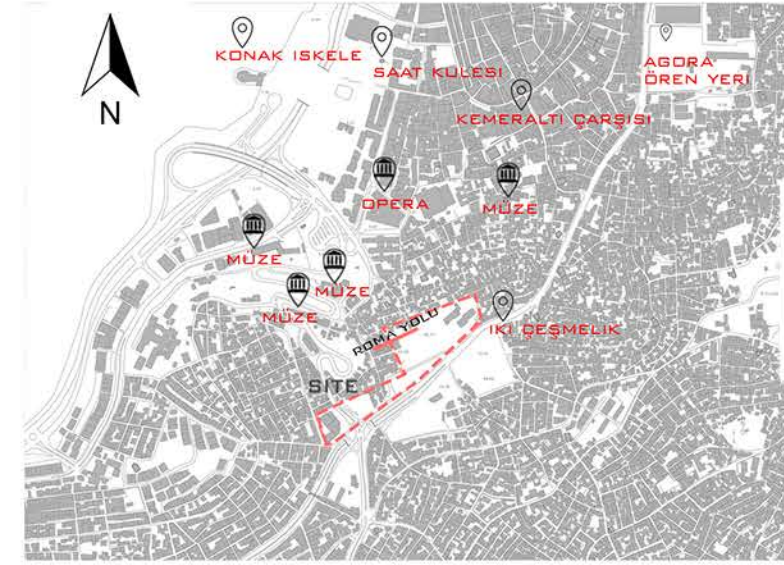 KONAK ISKELE
SAAT KULESI
AGORA
ÖREN YERI
KEMERALTI ÇARŞISI
OPERA
MÜZE
MÜZE
MÜZE
MÜZE
IKI ÇEŞMELIK
ROMA YOLU
SITE
N